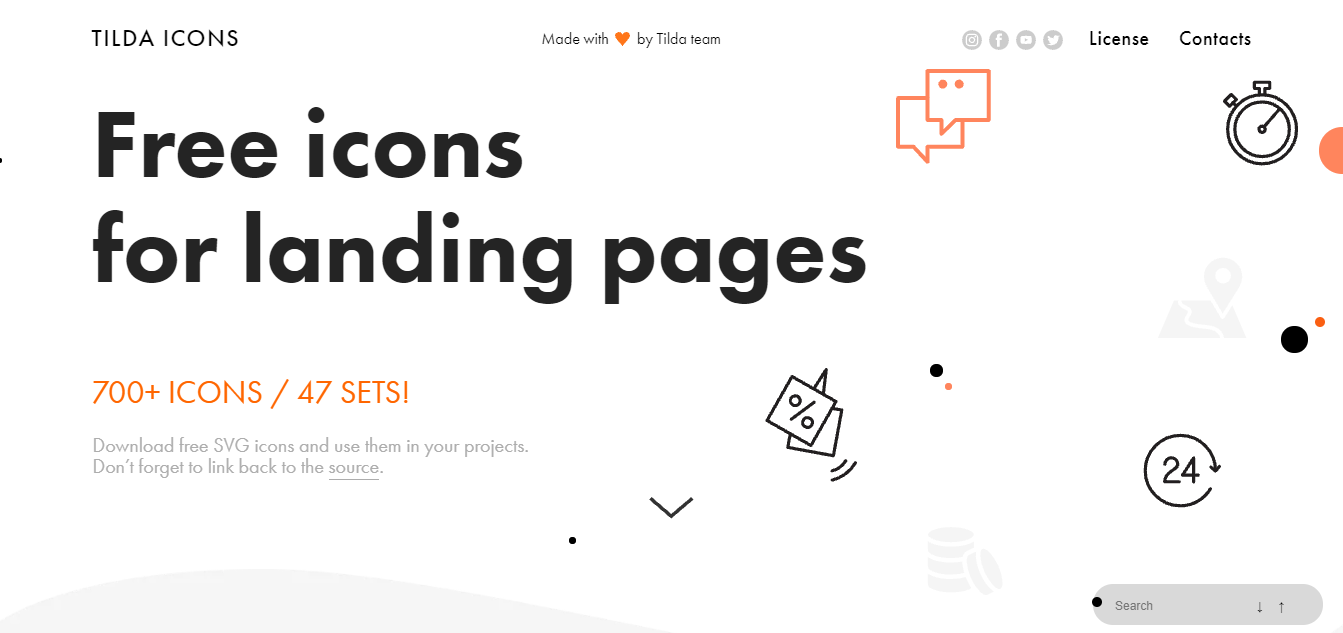 TILDA ICONS
Made with 🧡 by Tilda team
License
Contacts
Free icons
for landing pages
700+ ICONS / 47 SETS!
Download free SVG icons and use them in your projects.
Don't forget to link back to the source.
%
24
Search ↓ ↑